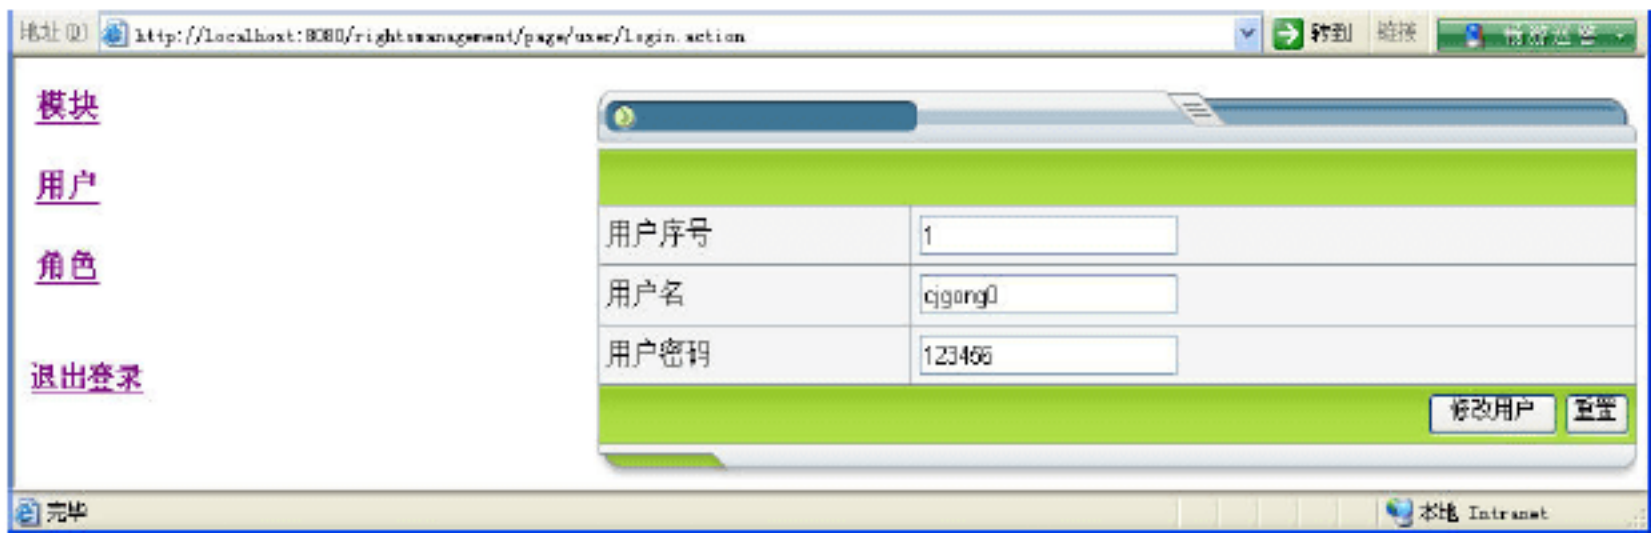 地址(D) http://localhost:8080/rightsmanagement/page/user/login.action 转到 链接
模块
用户
角色
退出登录
用户序号 1
用户名 cjgong0
用户密码 123456
修改用户 重置
完毕 本地 Intranet